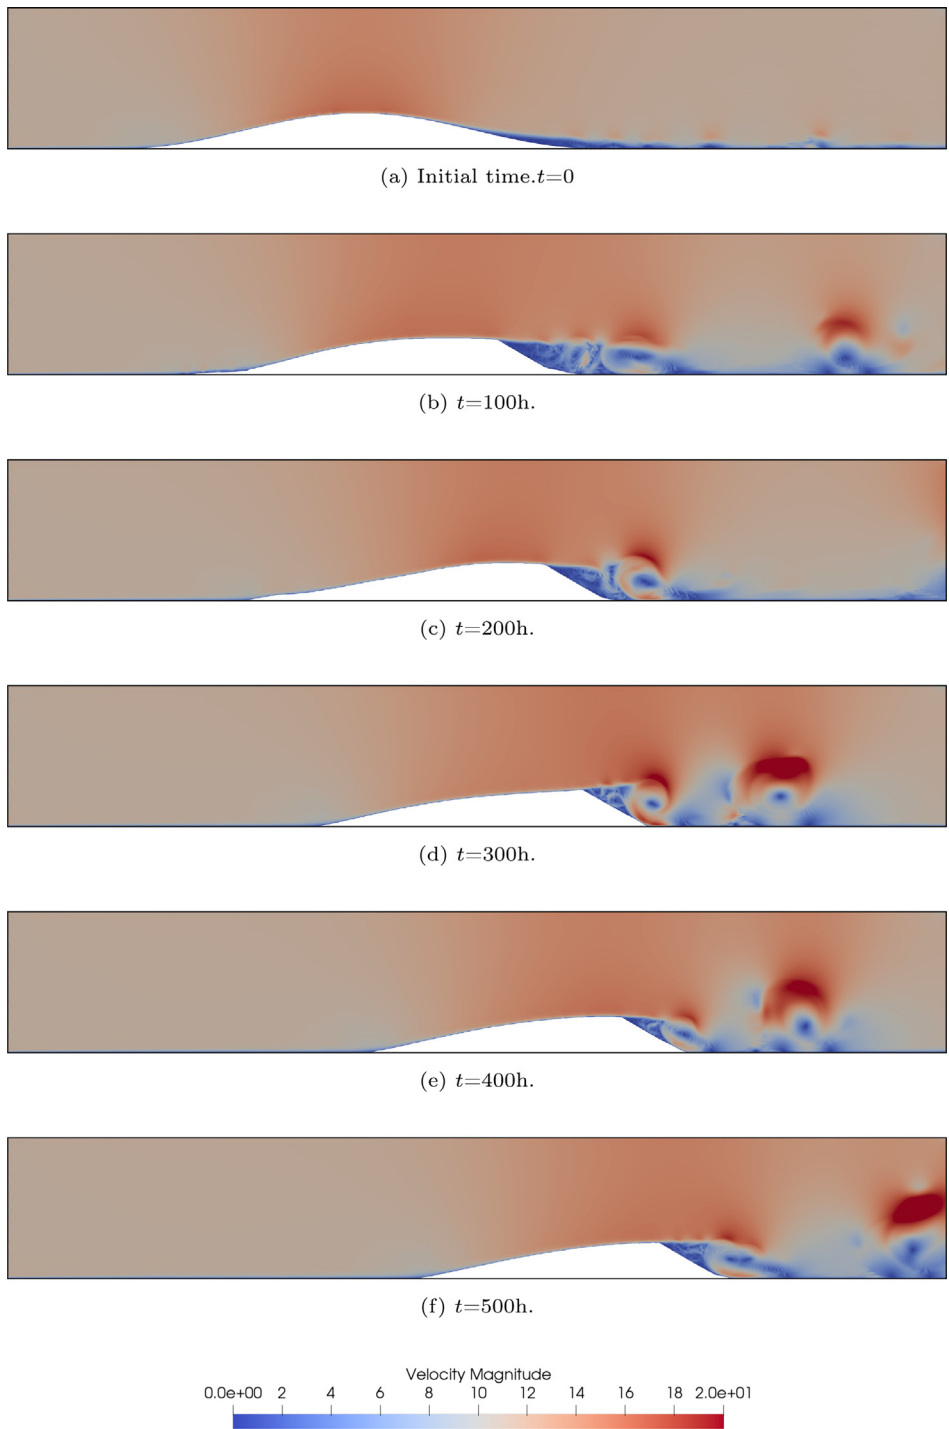 (a) Initial time.t=0
(b) t=100h.
(c) t=200h.
(d) t=300h.
(e) t=400h.
(f) t=500h.
Velocity Magnitude
0.0e+00 2 4 6 8 10 12 14 16 18 2.0e+01